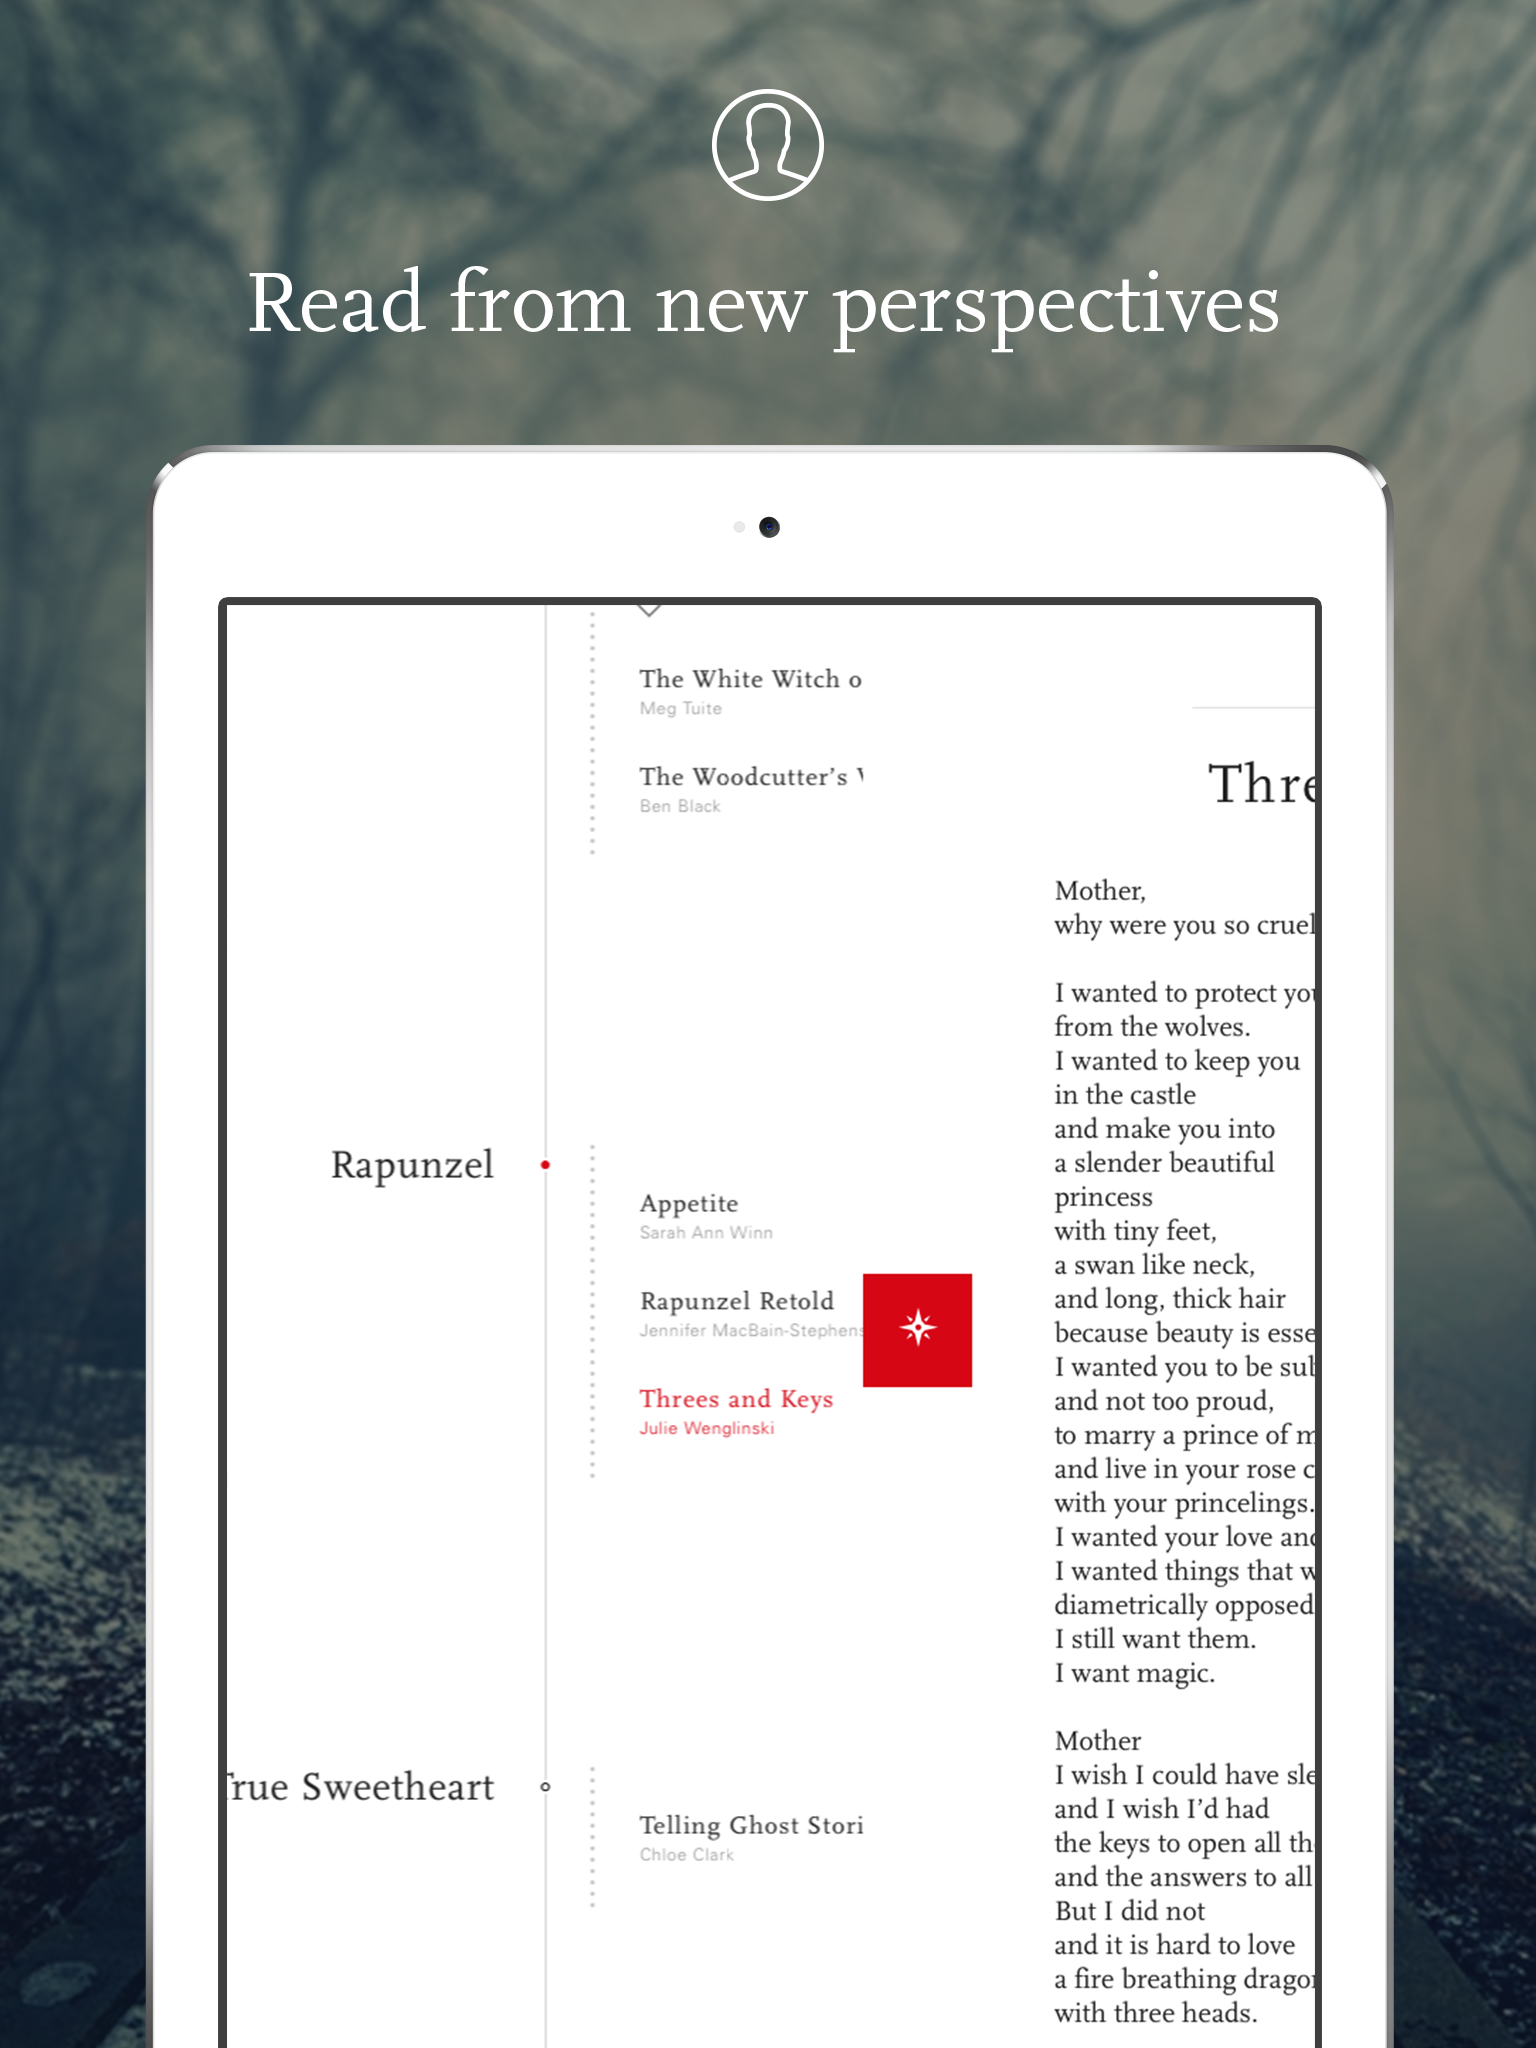 Read from new perspectives
The White Witch o
Meg Tuite
The Woodcutter's
Ben Black
Rapunzel
Appetite
Sarah Ann Winn
Rapunzel Retold
Jennifer MacBain-Stephens
Threes and Keys
Julie Wenglinski
True Sweetheart
Telling Ghost Stori
Chloe Clark
Thre
Mother,
why were you so cruel
I wanted to protect you
from the wolves.
I wanted to keep you
in the castle
and make you into
a slender beautiful
princess
with tiny feet,
a swan like neck,
and long, thick hair
because beauty is esse
I wanted you to be sub
and not too proud,
to marry a prince of m
and live in your rose c
with your princelings.
I wanted your love and
I wanted things that w
diametrically opposed
I still want them.
I want magic.
Mother
I wish I could have sle
and I wish I'd had
the keys to open all th
and the answers to all
But I did not
and it is hard to love
a fire breathing dragon
with three heads.